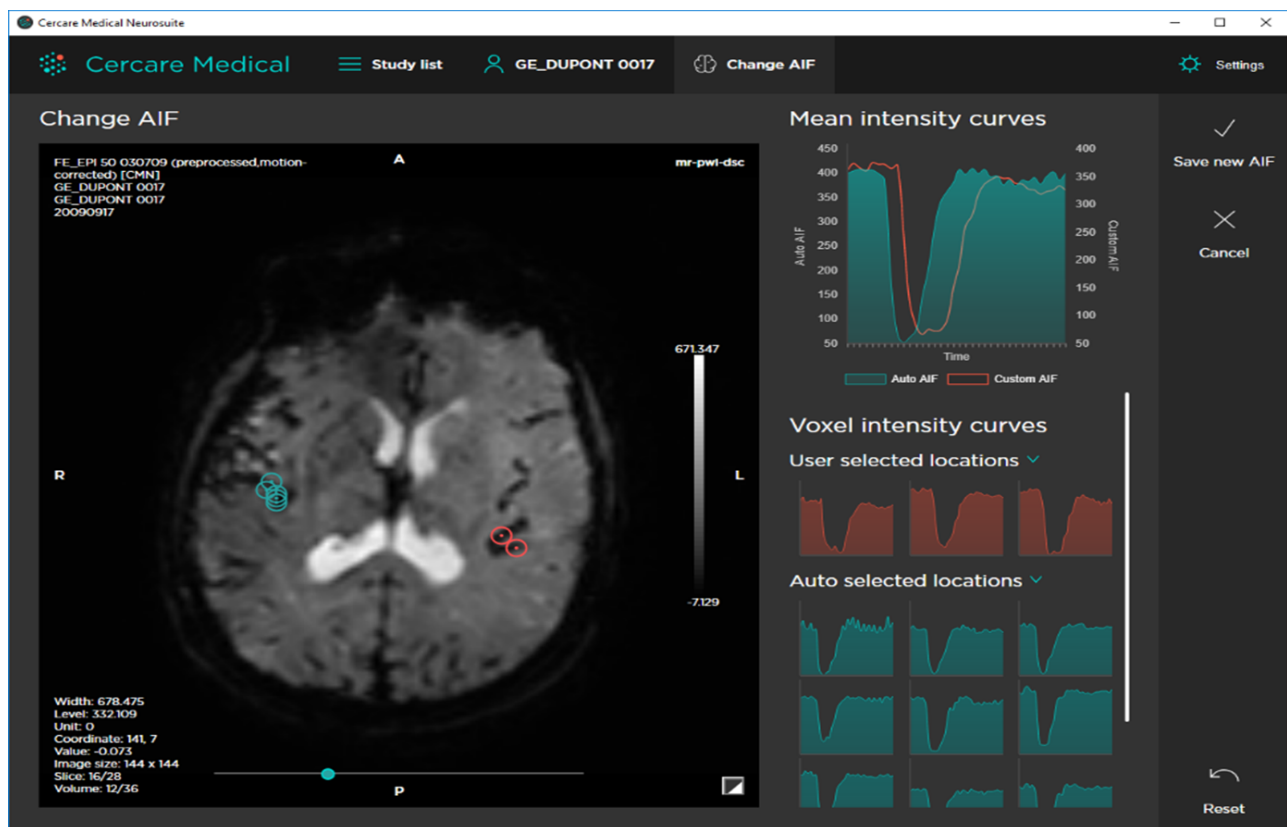 Cercare Medical Neurosuite
Cercare Medical
Study list
GE_DUPONT 0017
Change AIF
Settings
Change AIF
FE_EPI 50 030709 (preprocessed,motion-
corrected) [CMN]
GE_DUPONT 0017
GE_DUPONT 0017
20090917
A
mr-pwi-dsc
R
L
671.347
-7.129
Width: 678.475
Level: 332.109
Unit: 0
Coordinate: 141, 7
Value: -0.073
Image size: 144 x 144
Slice: 16/28
Volume: 12/36
P
Mean intensity curves
450
400
350
300
250
200
150
100
50
Auto AIF
400
350
300
250
200
150
100
50
Custom AIF
Time
Auto AIF
Custom AIF
Voxel intensity curves
User selected locations
Auto selected locations
Save new AIF
Cancel
Reset